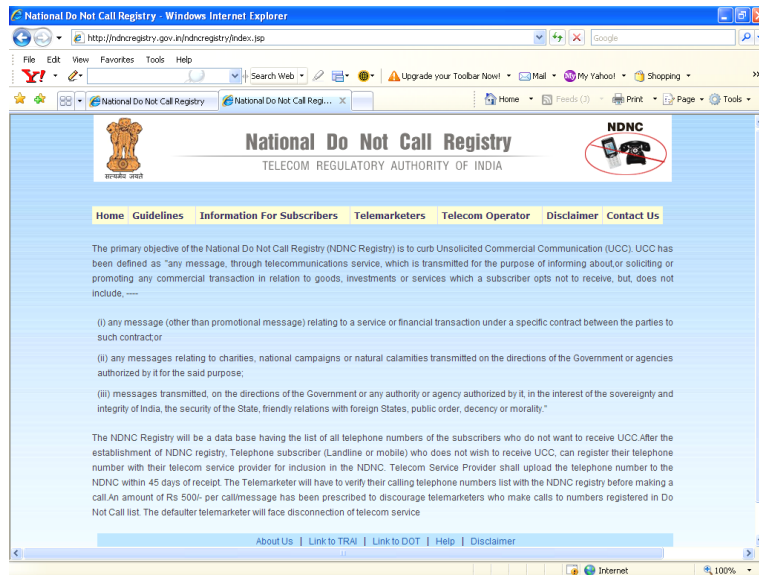 National Do Not Call Registry - Windows Internet Explorer
http://ndncregistry.gov.in/ndncregistry/index.jsp
Google
File Edit View Favorites Tools Help
Y! Search Web Upgrade your Toolbar Now! Mail My Yahoo! Shopping »
National Do Not Call Registry National Do Not Call Regi... X Home Feeds (3) Print Page Tools
National Do Not Call Registry
NDNC
TELECOM REGULATORY AUTHORITY OF INDIA
सत्यमेव जयते
Home Guidelines Information For Subscribers Telemarketers Telecom Operator Disclaimer Contact Us
The primary objective of the National Do Not Call Registry (NDNC Registry) is to curb Unsolicited Commercial Communication (UCC). UCC has
been defined as "any message, through telecommunications service, which is transmitted for the purpose of informing about,or soliciting or
promoting any commercial transaction in relation to goods, investments or services which a subscriber opts not to receive, but, does not
include, ----
(i) any message (other than promotional message) relating to a service or financial transaction under a specific contract between the parties to
such contract;or
(ii) any messages relating to charities, national campaigns or natural calamities transmitted on the directions of the Government or agencies
authorized by it for the said purpose;
(iii) messages transmitted, on the directions of the Government or any authority or agency authorized by it, in the interest of the sovereignty and
integrity of India, the security of the State, friendly relations with foreign States, public order, decency or morality."
The NDNC Registry will be a data base having the list of all telephone numbers of the subscribers who do not want to receive UCC.After the
establishment of NDNC registry, Telephone subscriber (Landline or mobile) who does not wish to receive UCC, can register their telephone
number with their telecom service provider for inclusion in the NDNC. Telecom Service Provider shall upload the telephone number to the
NDNC within 45 days of receipt. The Telemarketer will have to verify their calling telephone numbers list with the NDNC registry before making a
call.An amount of Rs 500/- per call/message has been prescribed to discourage telemarketers who make calls to numbers registered in Do
Not Call list. The defaulter telemarketer will face disconnection of telecom service
About Us | Link to TRAI | Link to DOT | Help | Disclaimer
Internet 100%